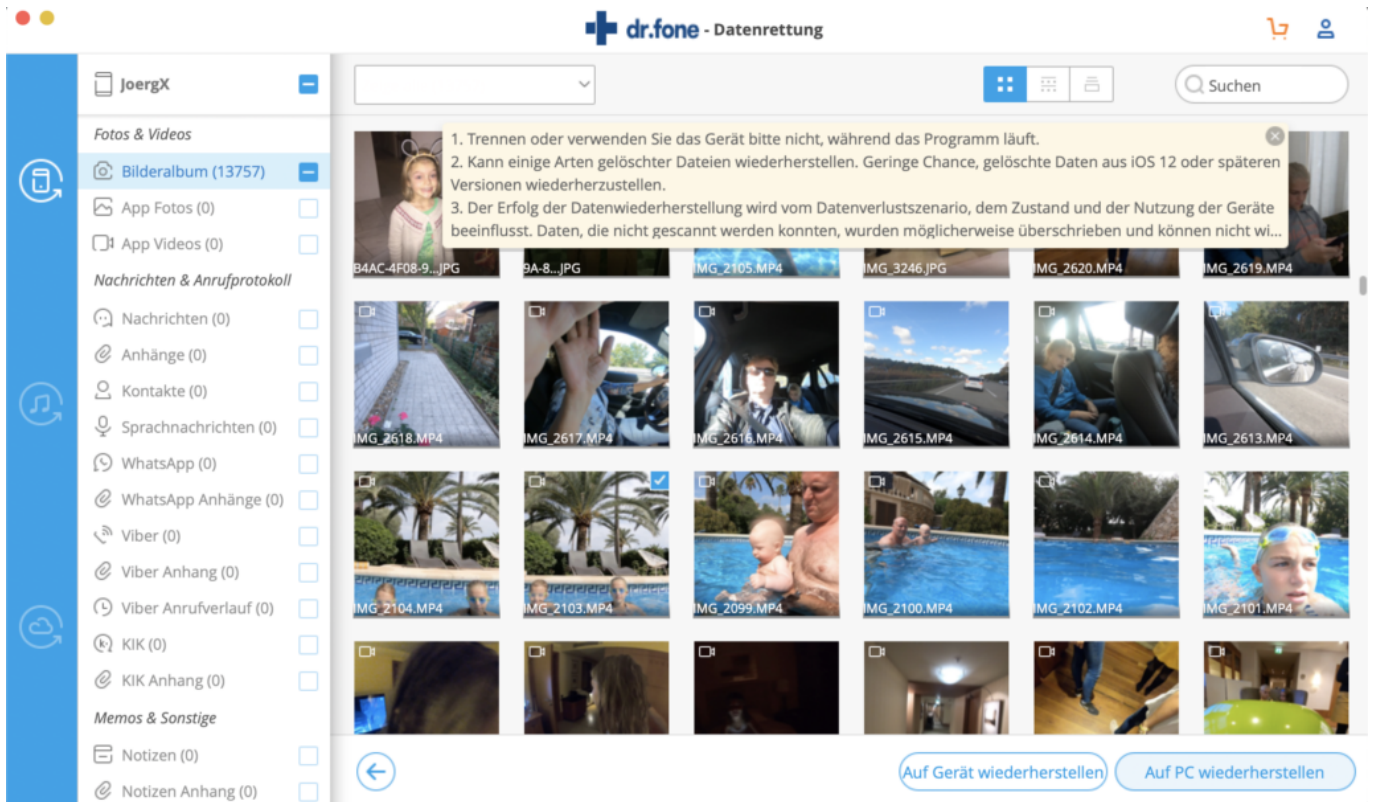 dr.fone - Datenrettung
JoergX
Suchen
Fotos & Videos
Bilderalbum (13757)
App Fotos (0)
App Videos (0)
Nachrichten & Anrufprotokoll
Nachrichten (0)
Anhänge (0)
Kontakte (0)
Sprachnachrichten (0)
WhatsApp (0)
WhatsApp Anhänge (0)
Viber (0)
Viber Anhang (0)
Viber Anrufverlauf (0)
KIK (0)
KIK Anhang (0)
Memos & Sonstige
Notizen (0)
Notizen Anhang (0)
1. Trennen oder verwenden Sie das Gerät bitte nicht, während das Programm läuft.
2. Kann einige Arten gelöschter Dateien wiederherstellen. Geringe Chance, gelöschte Daten aus iOS 12 oder späteren
Versionen wiederherzustellen.
3. Der Erfolg der Datenwiederherstellung wird vom Datenverlustszenario, dem Zustand und der Nutzung der Geräte
beeinflusst. Daten, die nicht gescannt werden konnten, wurden möglicherweise überschrieben und können nicht wi...
B4AC-4F08-9...JPG
9A-8...JPG
IMG_2105.MP4
IMG_3246.JPG
IMG_2620.MP4
IMG_2619.MP4
IMG_2618.MP4
IMG_2617.MP4
IMG_2616.MP4
IMG_2615.MP4
IMG_2614.MP4
IMG_2613.MP4
IMG_2104.MP4
IMG_2103.MP4
IMG_2099.MP4
IMG_2100.MP4
IMG_2102.MP4
IMG_2101.MP4
Auf Gerät wiederherstellen
Auf PC wiederherstellen